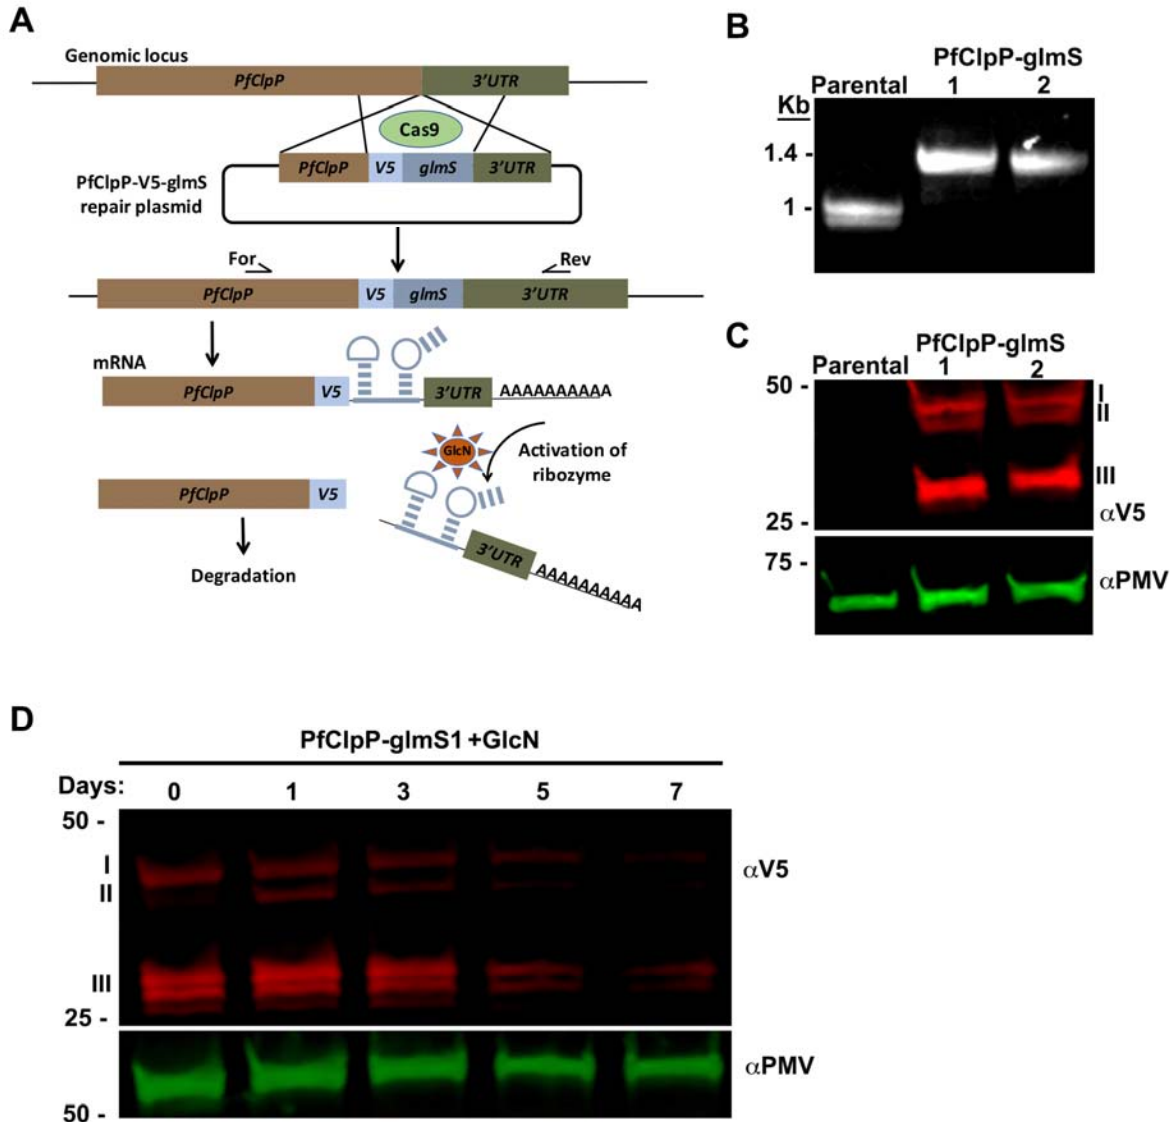 A
Genomic locus
PfClpP 3'UTR
Cas9
PfClpP V5 glmS 3'UTR
PfClpP-V5-glmS
repair plasmid
For Rev
PfClpP V5 glmS 3'UTR
mRNA
PfClpP V5 3'UTR AAAAAAAAAA
GlcN
Activation of
ribozyme
PfClpP V5
3'UTR AAAAAAAAAA
Degradation
B
PfClpP-glmS
Parental 1 2
Kb
1.4 -
1 -
C
PfClpP-glmS
Parental 1 2
50 -
I
II
III
25 -
αV5
75 -
αPMV
D
PfClpP-glmS1 +GlcN
Days: 0 1 3 5 7
50 -
I
αV5
II
III
25 -
αPMV
50 -